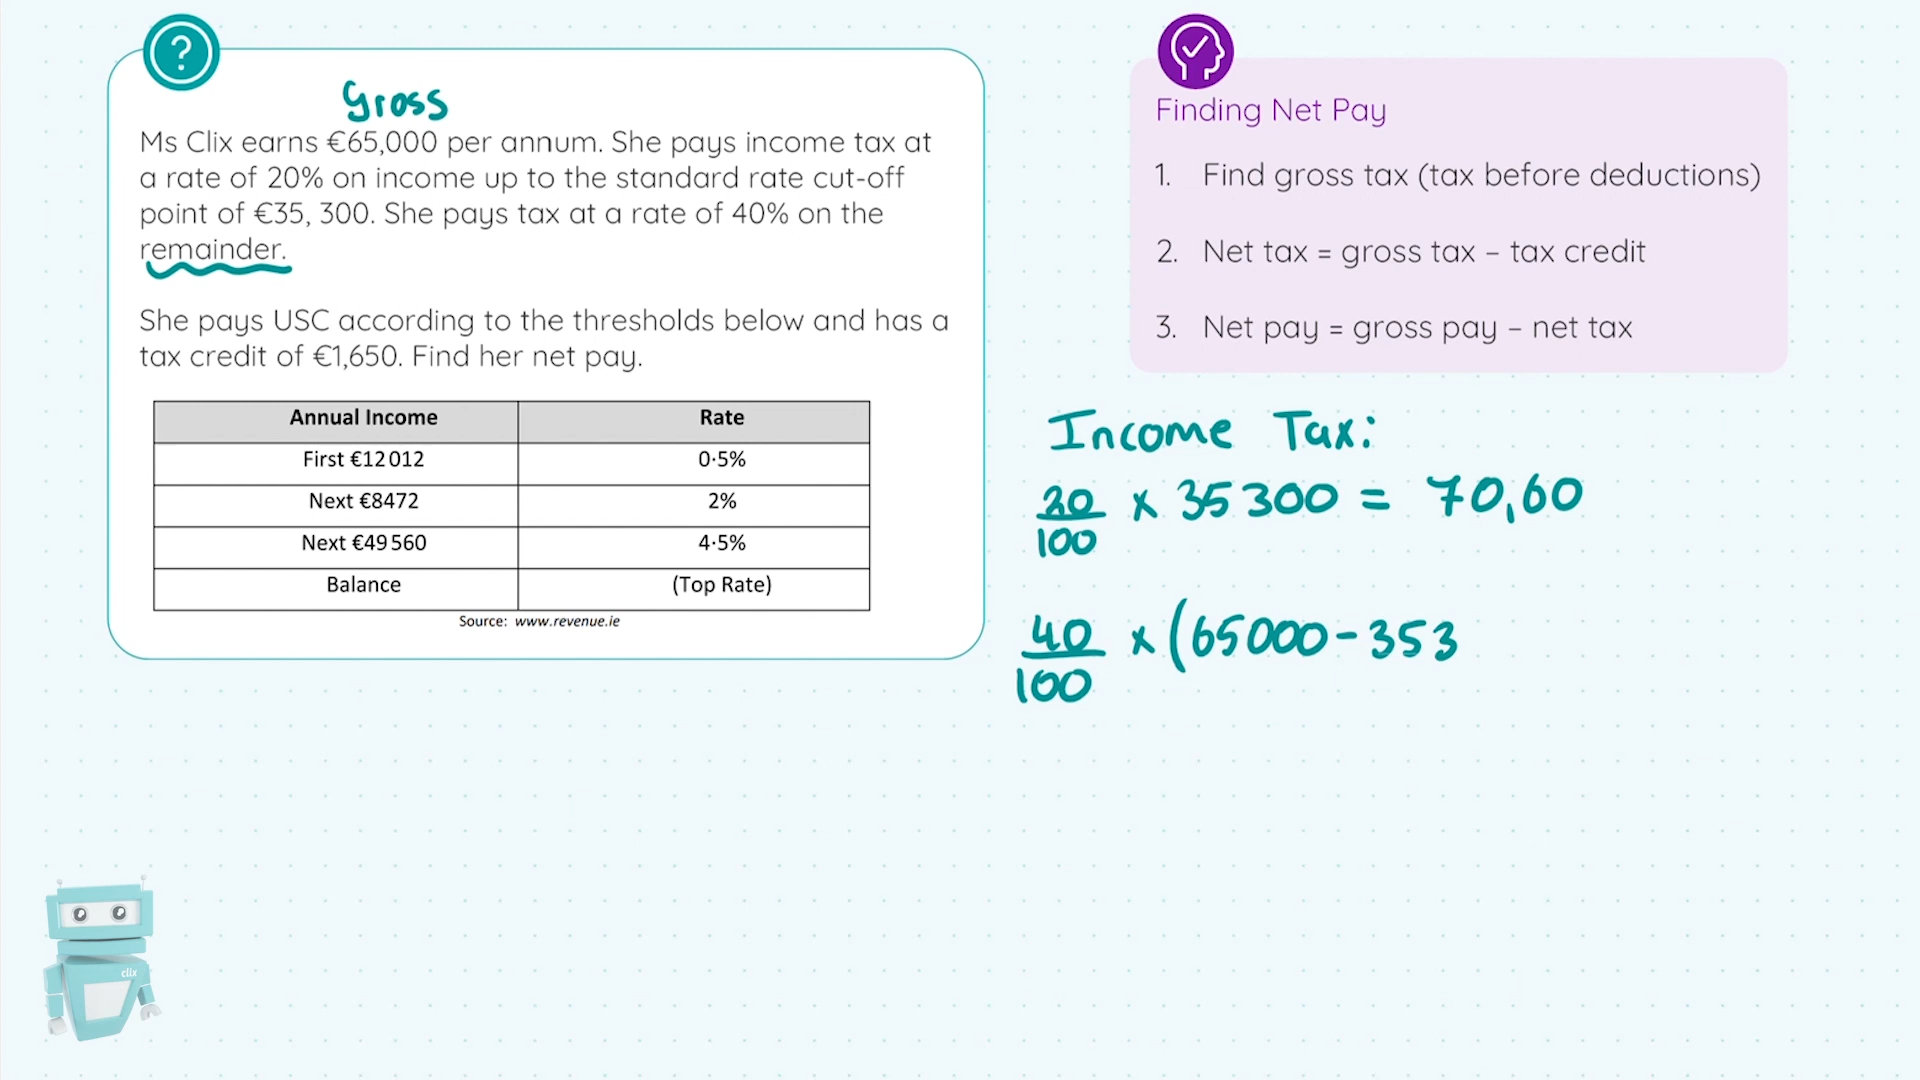 Gross
Ms Clix earns €65,000 per annum. She pays income tax at
a rate of 20% on income up to the standard rate cut-off
point of €35, 300. She pays tax at a rate of 40% on the
remainder.
She pays USC according to the thresholds below and has a
tax credit of €1,650. Find her net pay.
Annual Income Rate
First €12 012 0·5%
Next €8472 2%
Next €49 560 4·5%
Balance (Top Rate)
Source: www.revenue.ie
Finding Net Pay
1. Find gross tax (tax before deductions)
2. Net tax = gross tax – tax credit
3. Net pay = gross pay – net tax
Income Tax:
20/100 × 35 300 = 70,60
40/100 × (65000 - 353
clix